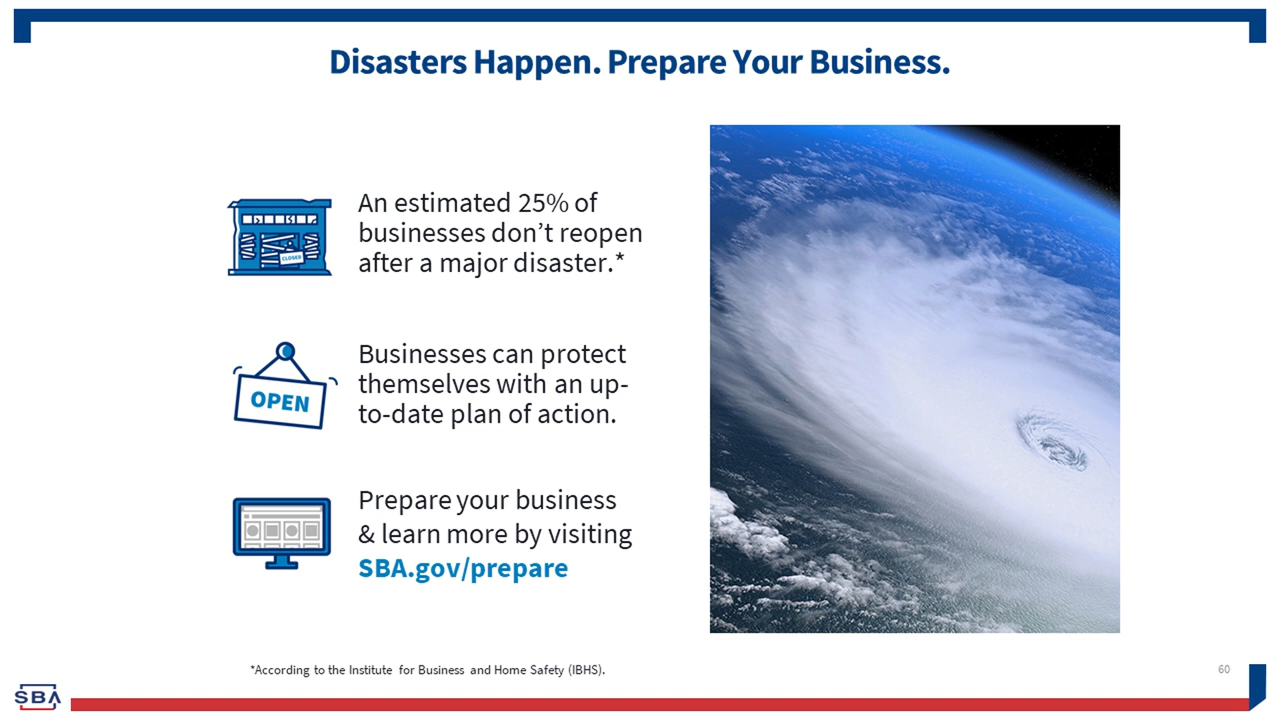 Disasters Happen. Prepare Your Business.
An estimated 25% of
businesses don’t reopen
after a major disaster.*
CLOSED
Businesses can protect
themselves with an up-
to-date plan of action.
OPEN
Prepare your business
& learn more by visiting
SBA.gov/prepare
*According to the Institute for Business and Home Safety (IBHS).
60
SBA